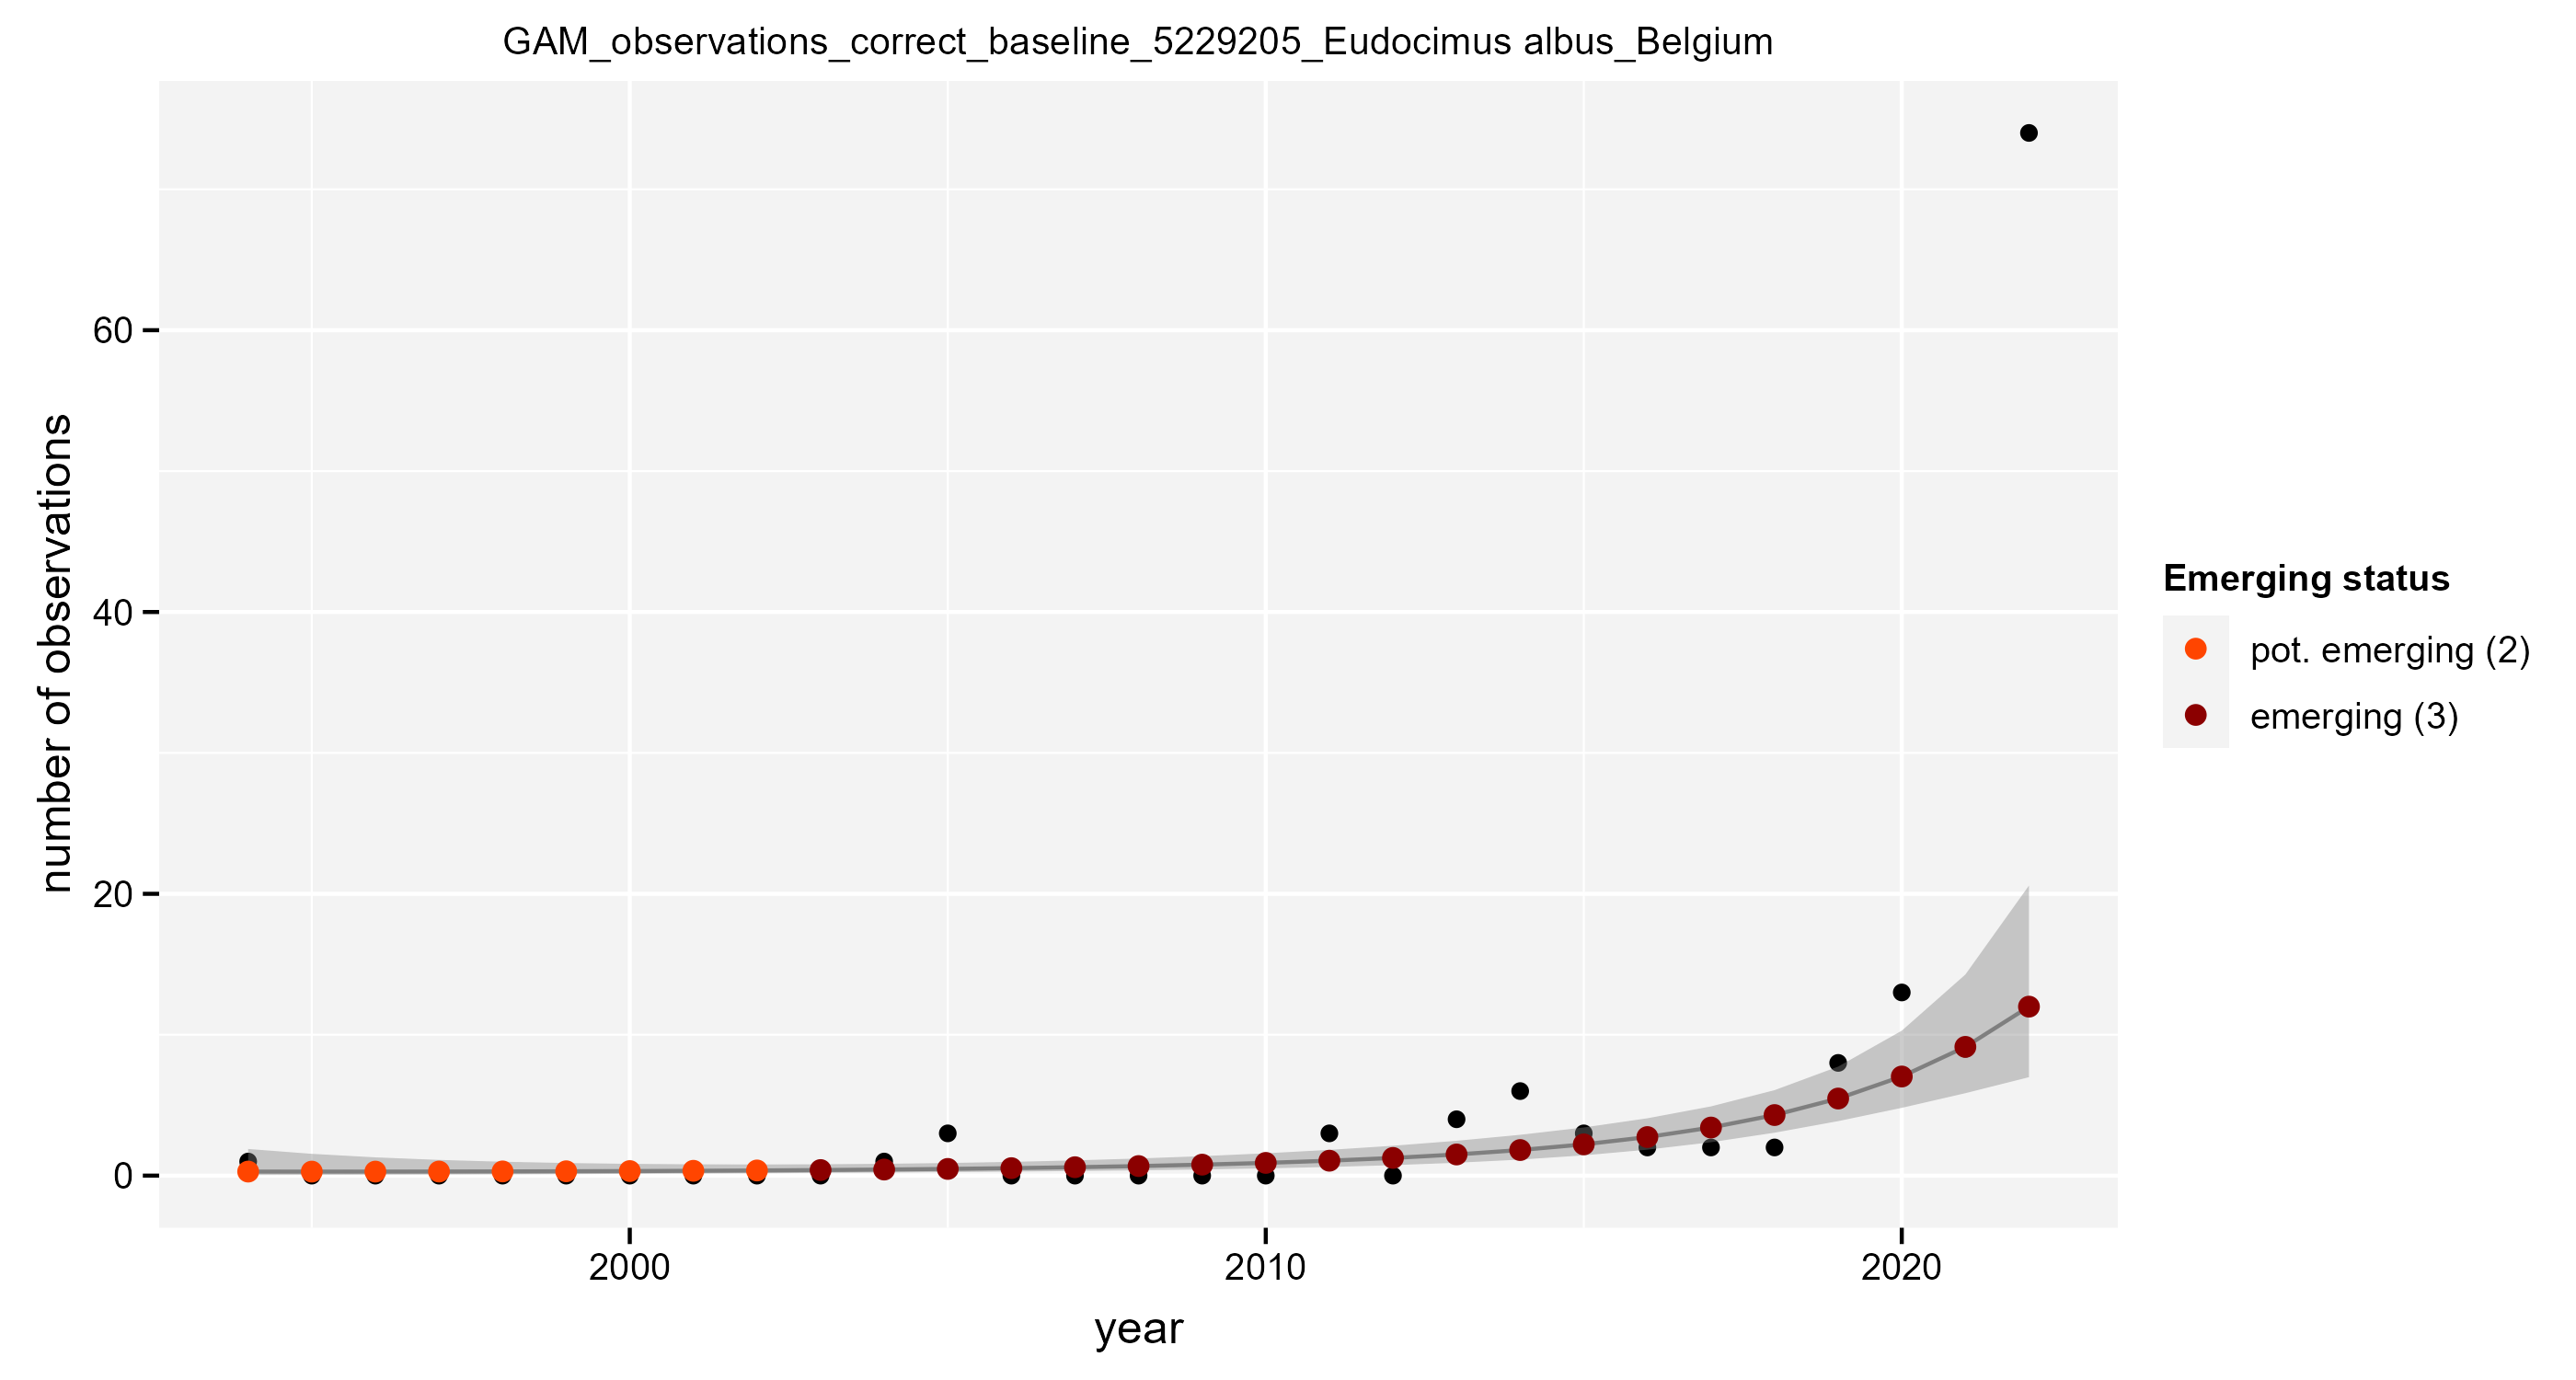 GAM_observations_correct_baseline_5229205_Eudocimus albus_Belgium
number of observations
60
40
20
0
2000
2010
2020
year
Emerging status
pot. emerging (2)
emerging (3)